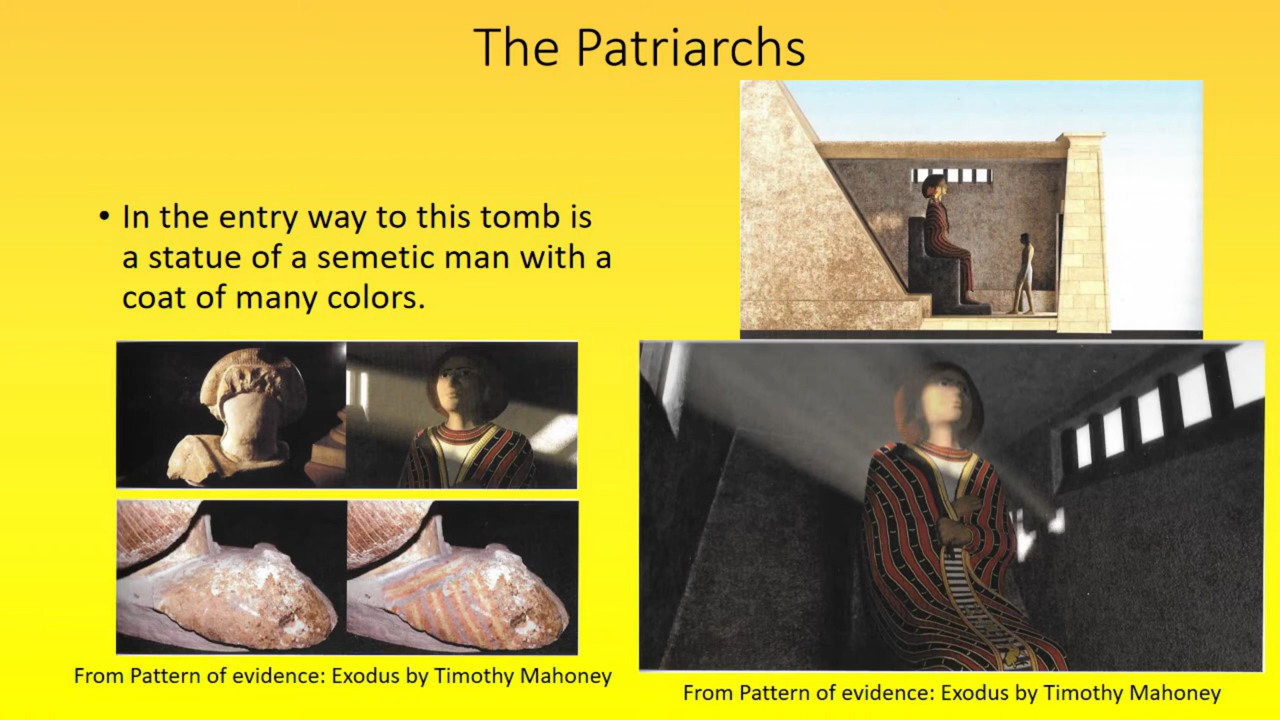 The Patriarchs
• In the entry way to this tomb is
a statue of a semetic man with a
coat of many colors.
From Pattern of evidence: Exodus by Timothy Mahoney
From Pattern of evidence: Exodus by Timothy Mahoney